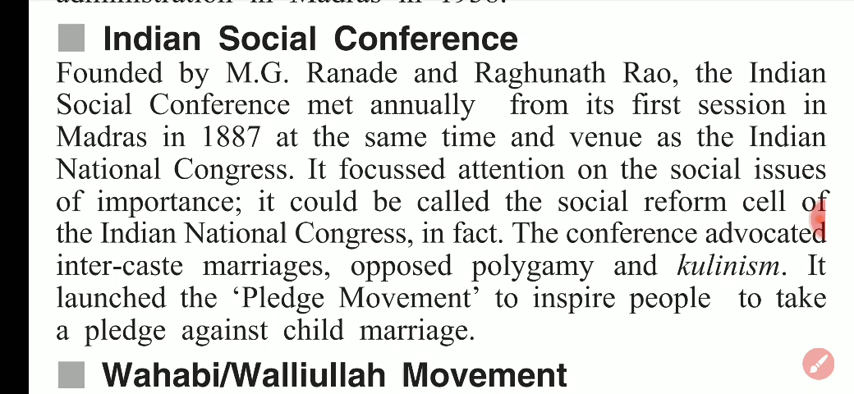 Indian Social Conference
Founded by M.G. Ranade and Raghunath Rao, the Indian
Social Conference met annually from its first session in
Madras in 1887 at the same time and venue as the Indian
National Congress. It focussed attention on the social issues
of importance; it could be called the social reform cell of
the Indian National Congress, in fact. The conference advocated
inter-caste marriages, opposed polygamy and kulinism. It
launched the ‘Pledge Movement’ to inspire people to take
a pledge against child marriage.
Wahabi/Walliullah Movement